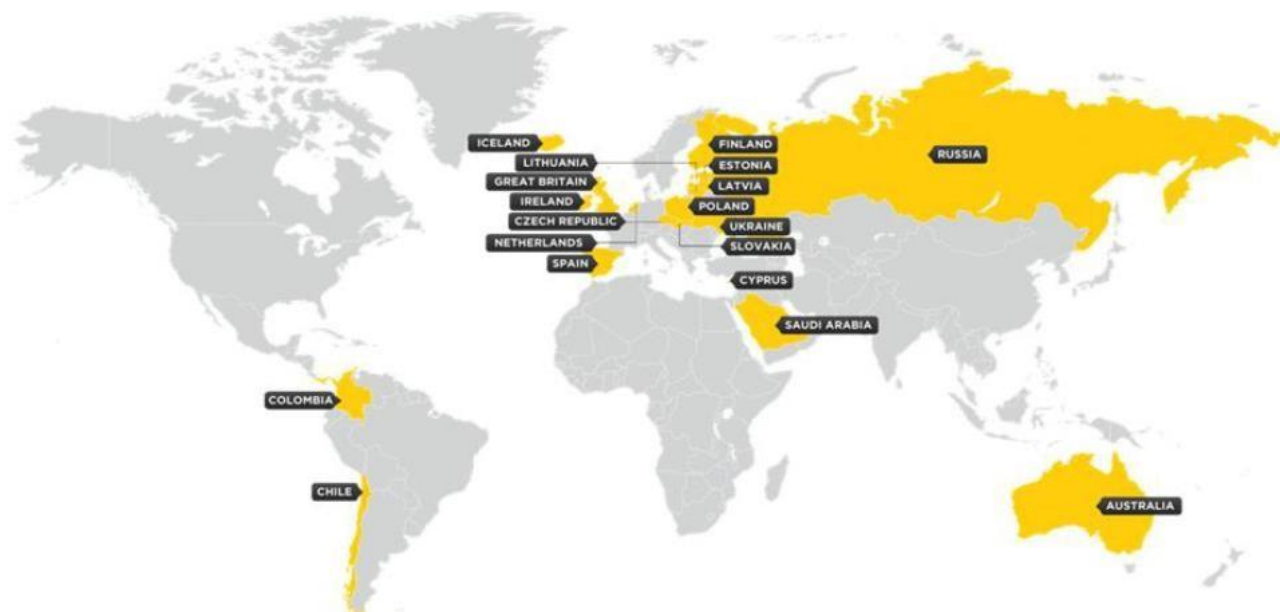 ICELAND
FINLAND
RUSSIA
LITHUANIA
ESTONIA
GREAT BRITAIN
LATVIA
IRELAND
POLAND
CZECH REPUBLIC
UKRAINE
NETHERLANDS
SLOVAKIA
SPAIN
CYPRUS
SAUDI ARABIA
COLOMBIA
CHILE
AUSTRALIA